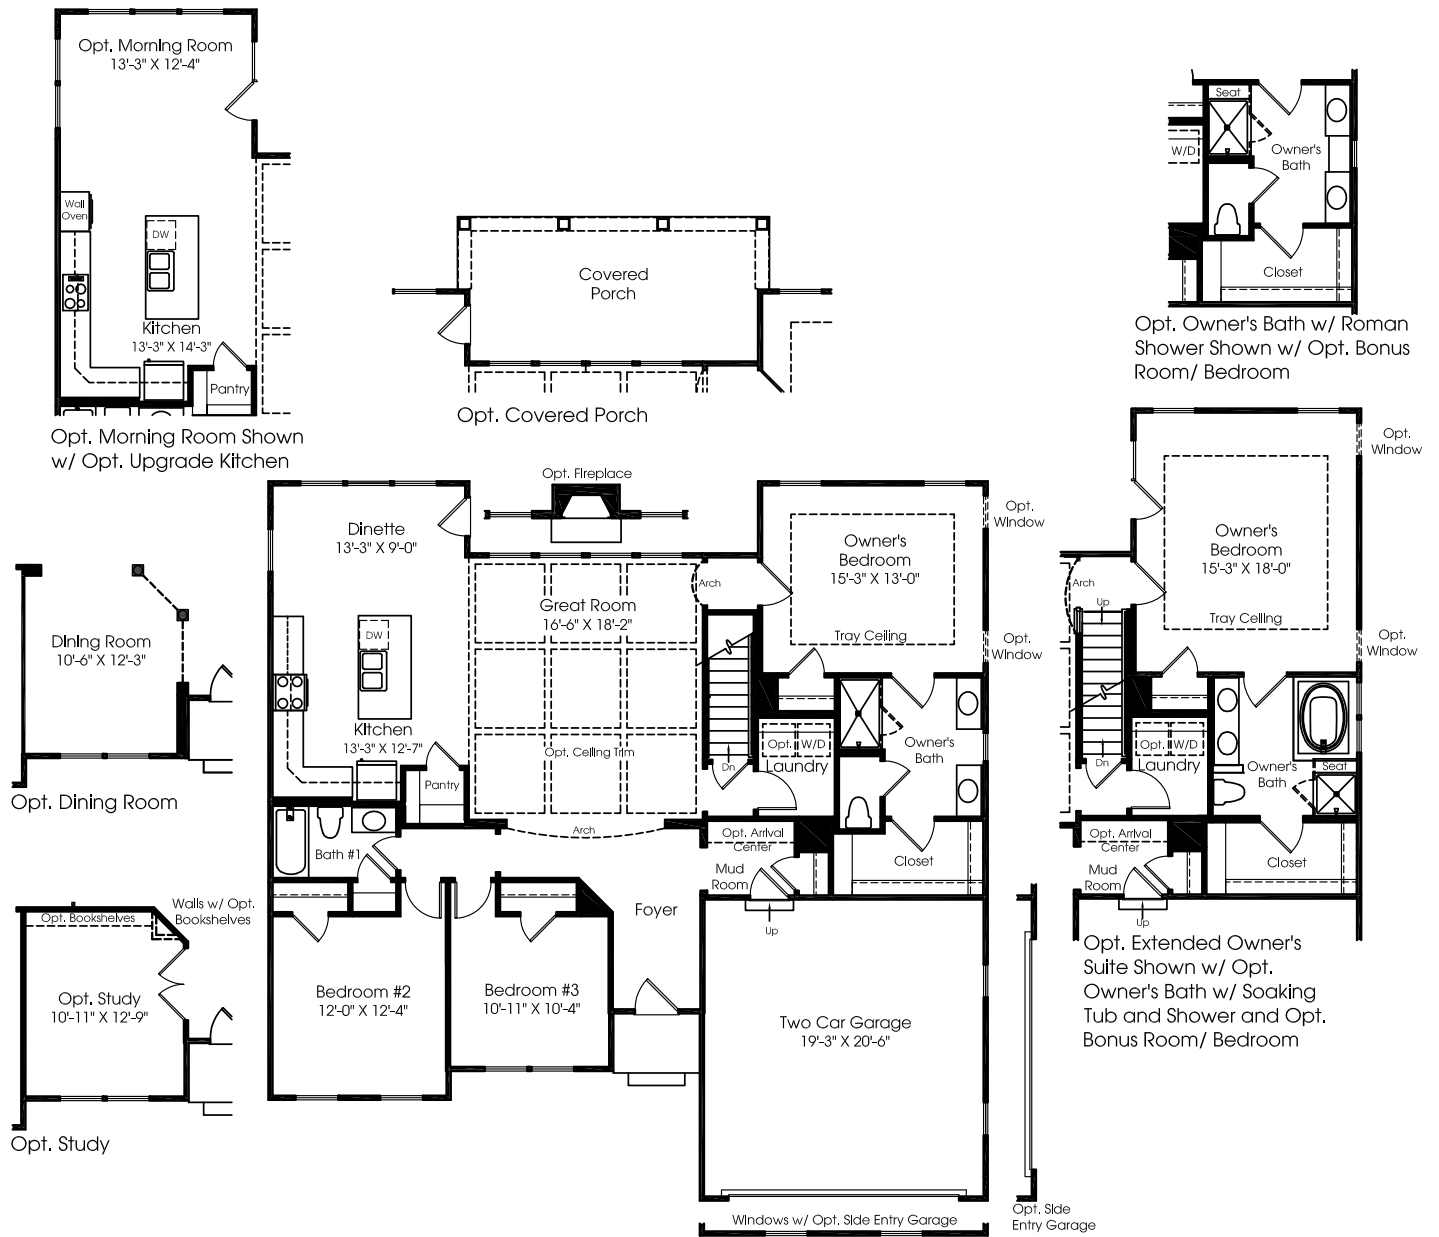 Opt. Morning Room
13'-3" X 12'-4"
Wall
Oven
DW
Kitchen
13'-3" X 14'-3"
Pantry
Opt. Morning Room Shown
w/ Opt. Upgrade Kitchen
Covered
Porch
Opt. Covered Porch
Seat
W/D
Owner's
Bath
Closet
Opt. Owner's Bath w/ Roman
Shower Shown w/ Opt. Bonus
Room/ Bedroom
Dining Room
10'-6" X 12'-3"
Opt. Dining Room
Opt. Bookshelves
Walls w/ Opt.
Bookshelves
Opt. Study
10'-11" X 12'-9"
Opt. Study
Opt. Fireplace
Dinette
13'-3" X 9'-0"
DW
Kitchen
13'-3" X 12'-7"
Pantry
Great Room
16'-6" X 18'-2"
Opt. Ceiling Trim
Arch
Arch
Owner's
Bedroom
15'-3" X 13'-0"
Tray Ceiling
Opt.
Window
Opt.
Window
Dn
Opt.
W/D
Laundry
Owner's
Bath
Closet
Opt. Arrival
Center
Mud
Room
Up
Bath #1
Foyer
Bedroom #2
12'-0" X 12'-4"
Bedroom #3
10'-11" X 10'-4"
Two Car Garage
19'-3" X 20'-6"
Windows w/ Opt. Side Entry Garage
Opt. Side
Entry Garage
Opt.
Window
Owner's
Bedroom
15'-3" X 18'-0"
Tray Ceiling
Opt.
Window
Arch
Up
Dn
Opt.
W/D
Laundry
Owner's
Bath
Seat
Closet
Opt. Arrival
Center
Mud
Room
Up
Opt. Extended Owner's
Suite Shown w/ Opt.
Owner's Bath w/ Soaking
Tub and Shower and Opt.
Bonus Room/ Bedroom